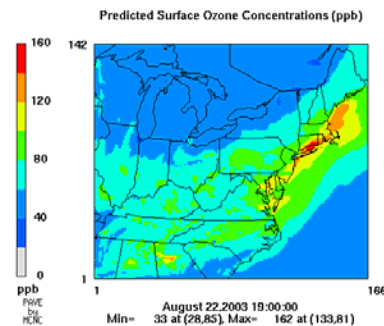 Predicted Surface Ozone Concentrations (ppb)
160
120
80
40
0
ppb
PAVE
by
MCNC
142
1
1
166
August 22,2003 19:00:00
Min= 33 at (28,85), Max= 162 at (133,81)